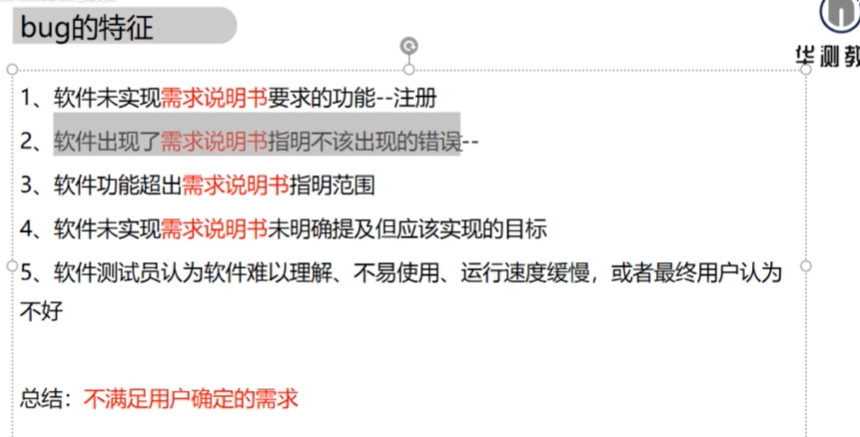 bug的特征
华测教
1、软件未实现需求说明书要求的功能--注册
2、软件出现了需求说明书指明不该出现的错误--
3、软件功能超出需求说明书指明范围
4、软件未实现需求说明书未明确提及但应该实现的目标
5、软件测试员认为软件难以理解、不易使用、运行速度缓慢，或者最终用户认为
不好
总结：不满足用户确定的需求